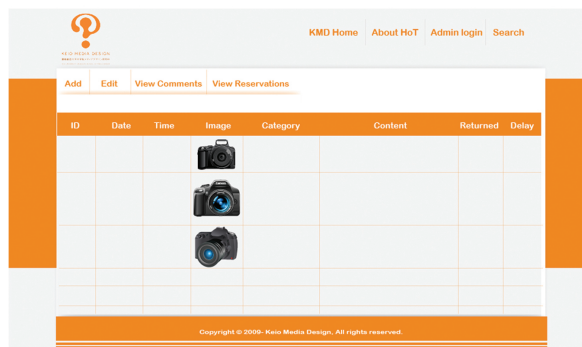 KMD Home About HoT Admin login Search
KEIO MEDIA DESIGN
Add Edit View Comments View Reservations
ID Date Time Image Category Content Returned Delay
Copyright © 2008- Keio Media Design, All rights reserved.